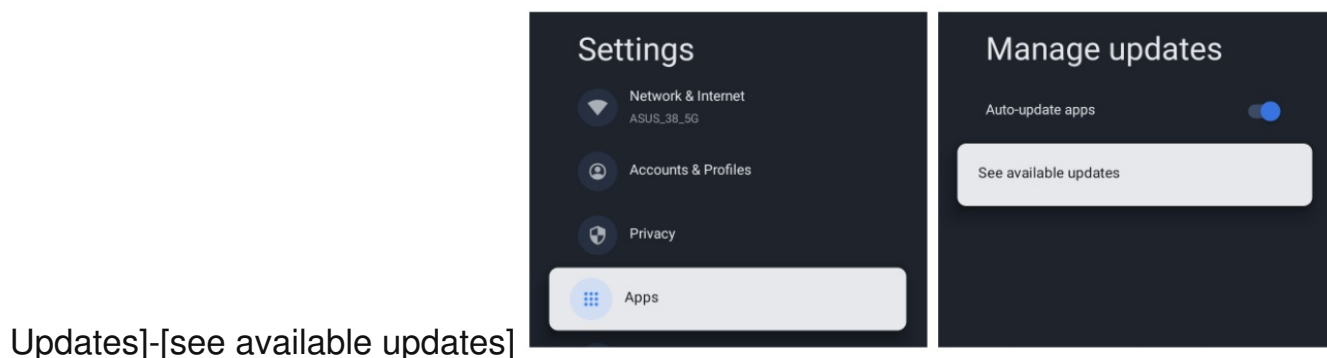 Settings
Network & Internet
ASUS_38_5G
Accounts & Profiles
Privacy
Apps
Manage updates
Auto-update apps
See available updates
Updates]-[see available updates]